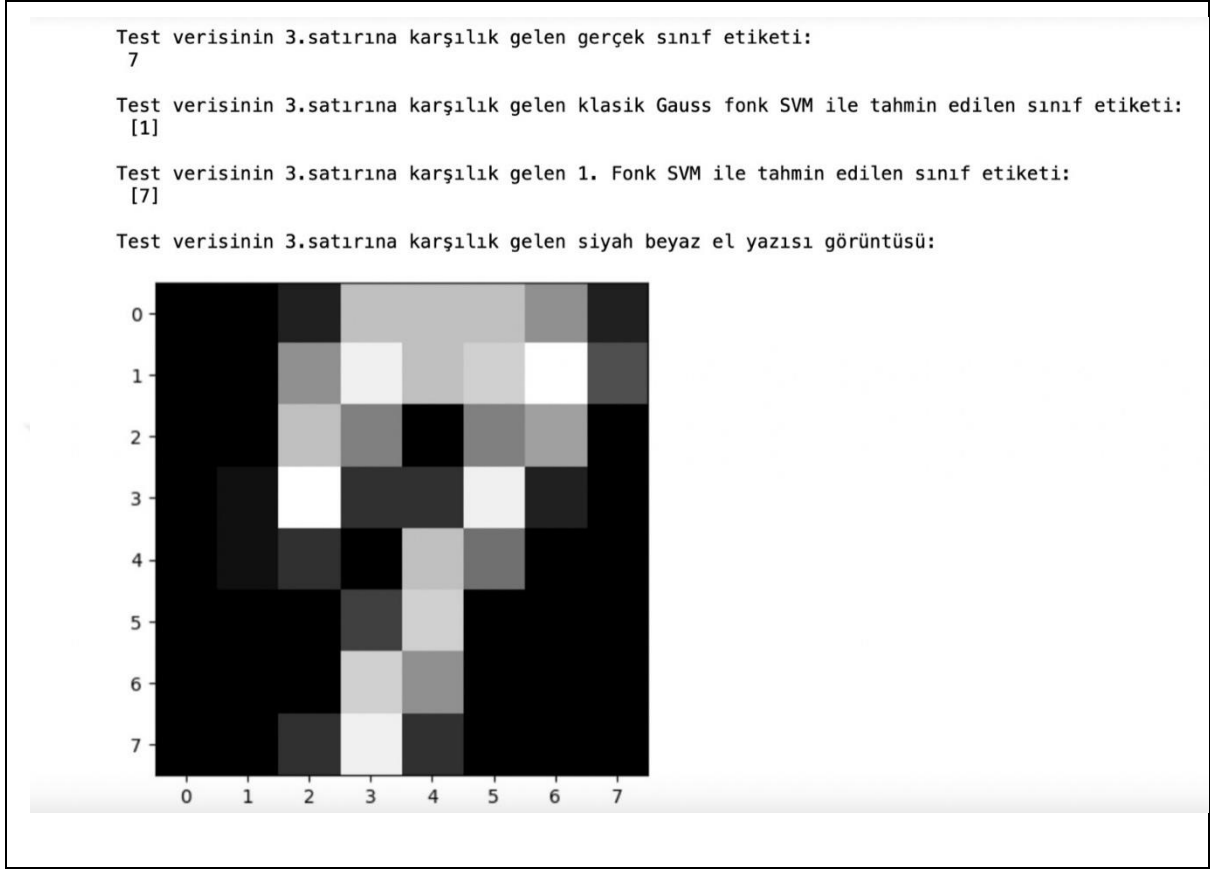 Test verisinin 3.satırına karşılık gelen gerçek sınıf etiketi:
7
Test verisinin 3.satırına karşılık gelen klasik Gauss fonk SVM ile tahmin edilen sınıf etiketi:
[1]
Test verisinin 3.satırına karşılık gelen 1. Fonk SVM ile tahmin edilen sınıf etiketi:
[7]
Test verisinin 3.satırına karşılık gelen siyah beyaz el yazısı görüntüsü:
0
1
2
3
4
5
6
7
0 1 2 3 4 5 6 7